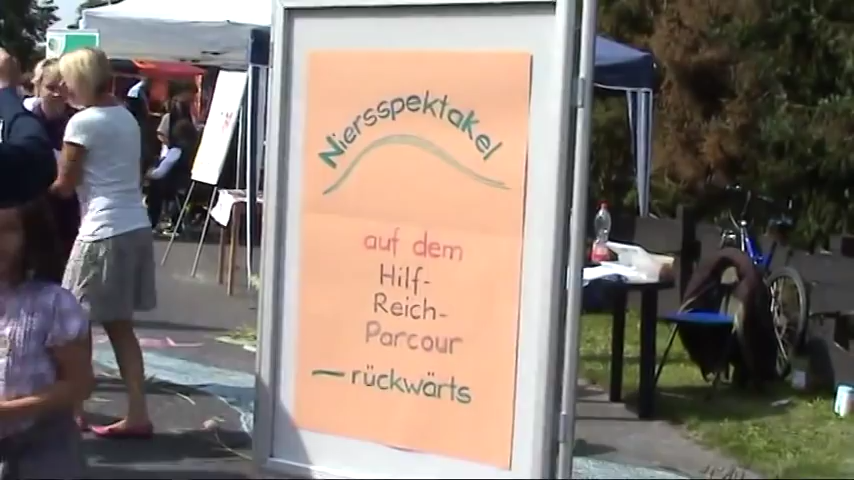 Niersspektakel
auf dem
Hilf-
Reich-
Parcour
— rückwärts